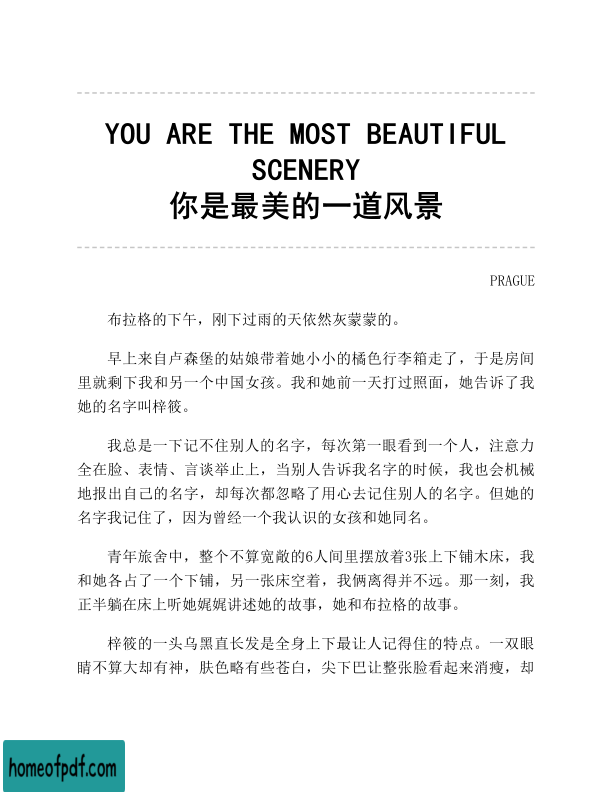 YOU ARE THE MOST BEAUTIFUL
SCENERY
你是最美的一道风景
PRAGUE
布拉格的下午，刚下过雨的天依然灰蒙蒙的。
早上来自卢森堡的姑娘带着她小小的橘色行李箱走了，于是房间
里就剩下我和另一个中国女孩。我和她前一天打过照面，她告诉了我
她的名字叫梓筱。
我总是一下记不住别人的名字，每次第一眼看到一个人，注意力
全在脸、表情、言谈举止上，当别人告诉我名字的时候，我也会机械
地报出自己的名字，却每次都忽略了用心去记住别人的名字。但她的
名字我记住了，因为曾经一个我认识的女孩和她同名。
青年旅舍中，整个不算宽敞的6人间里摆放着3张上下铺木床，我
和她各占了一个下铺，另一张床空着，我俩离得并不远。那一刻，我
正半躺在床上听她娓娓讲述她的故事，她和布拉格的故事。
梓筱的一头乌黑直长发是全身上下最让人记得住的特点。一双眼
睛不算大却有神，肤色略有些苍白，尖下巴让整张脸看起来消瘦，却
homeofpdf.com